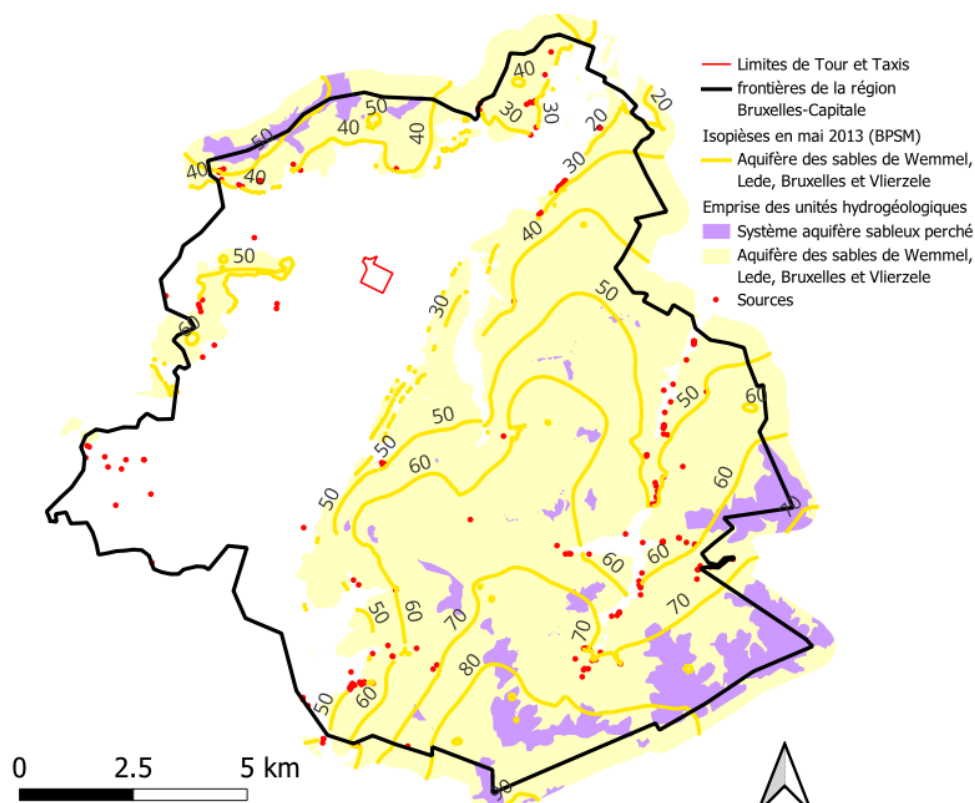 Limites de Tour et Taxis
frontières de la région
Bruxelles-Capitale
Isopièses en mai 2013 (BPSM)
Aquifère des sables de Wemmel,
Lede, Bruxelles et Vlierzele
Emprise des unités hydrogéologiques
Système aquifère sableux perché
Aquifère des sables de Wemmel,
Lede, Bruxelles et Vlierzele
Sources
40
20
50
30
30
20
50
40
40
40
40
30
40
50
50
60
30
50
50
60
50
50
60
60
70
50
60
60
60
70
70
70
80
50
60
0 2.5 5 km